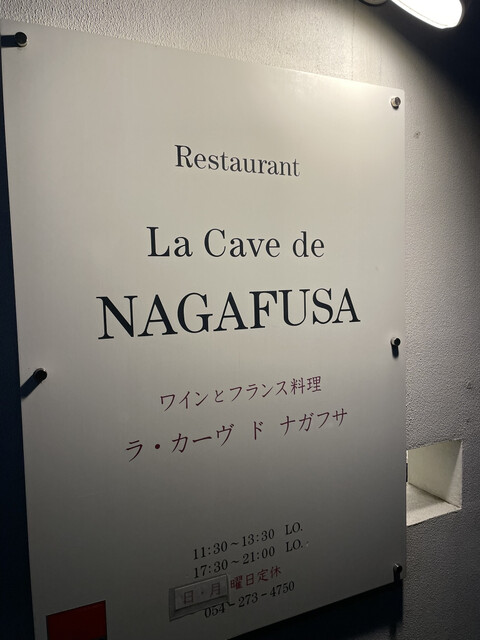 Restaurant
La Cave de
NAGAFUSA
ワインとフランス料理
ラ・カーヴ ド ナガフサ
11:30～13:30 LO.
17:30～21:00 LO.
日・月曜日定休
054-273-4750